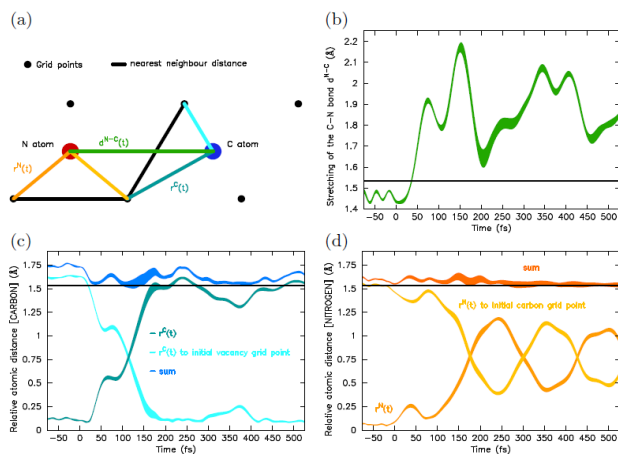 (a)
Grid points
nearest neighbour distance
N atom
C atom
d^N-C(t)
r^N(t)
r^C(t)
(b)
Stretching of the C-N bond d^N-C (Å)
2.2
2.1
2
1.9
1.8
1.7
1.6
1.5
1.4
-50 0 50 100 150 200 250 300 350 400 450 500
Time (fs)
(c)
Relative atomic distance [CARBON] (Å)
1.75
1.5
1.25
1
0.75
0.5
0.25
0
r^C(t)
r^C(t) to initial vacancy grid point
sum
-50 0 50 100 150 200 250 300 350 400 450 500
Time (fs)
(d)
Relative atomic distance [NITROGEN] (Å)
1.75
1.5
1.25
1
0.75
0.5
0.25
0
sum
r^N(t) to initial carbon grid point
r^N(t)
-50 0 50 100 150 200 250 300 350 400 450 500
Time (fs)